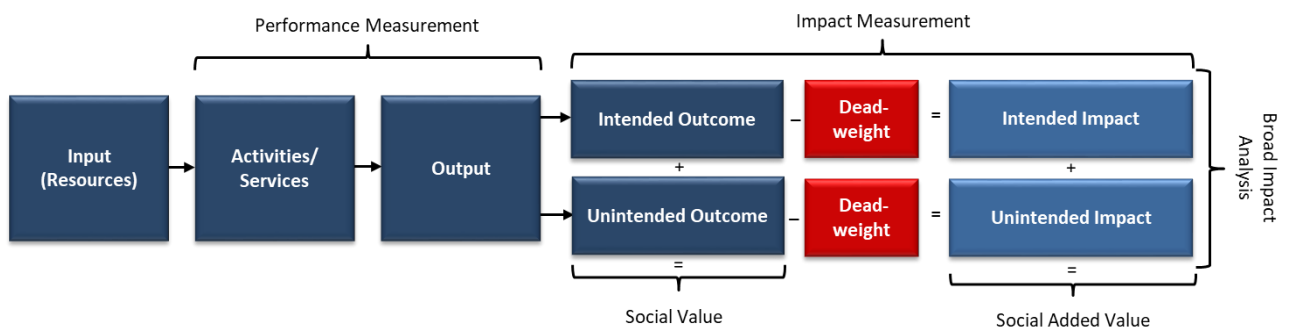 Performance Measurement
Impact Measurement
Input
(Resources)
Activities/
Services
Output
Intended Outcome
–
Dead-
weight
=
Intended Impact
+
+
Unintended Outcome
–
Dead-
weight
=
Unintended Impact
=
=
Social Value
Social Added Value
Broad Impact
Analysis